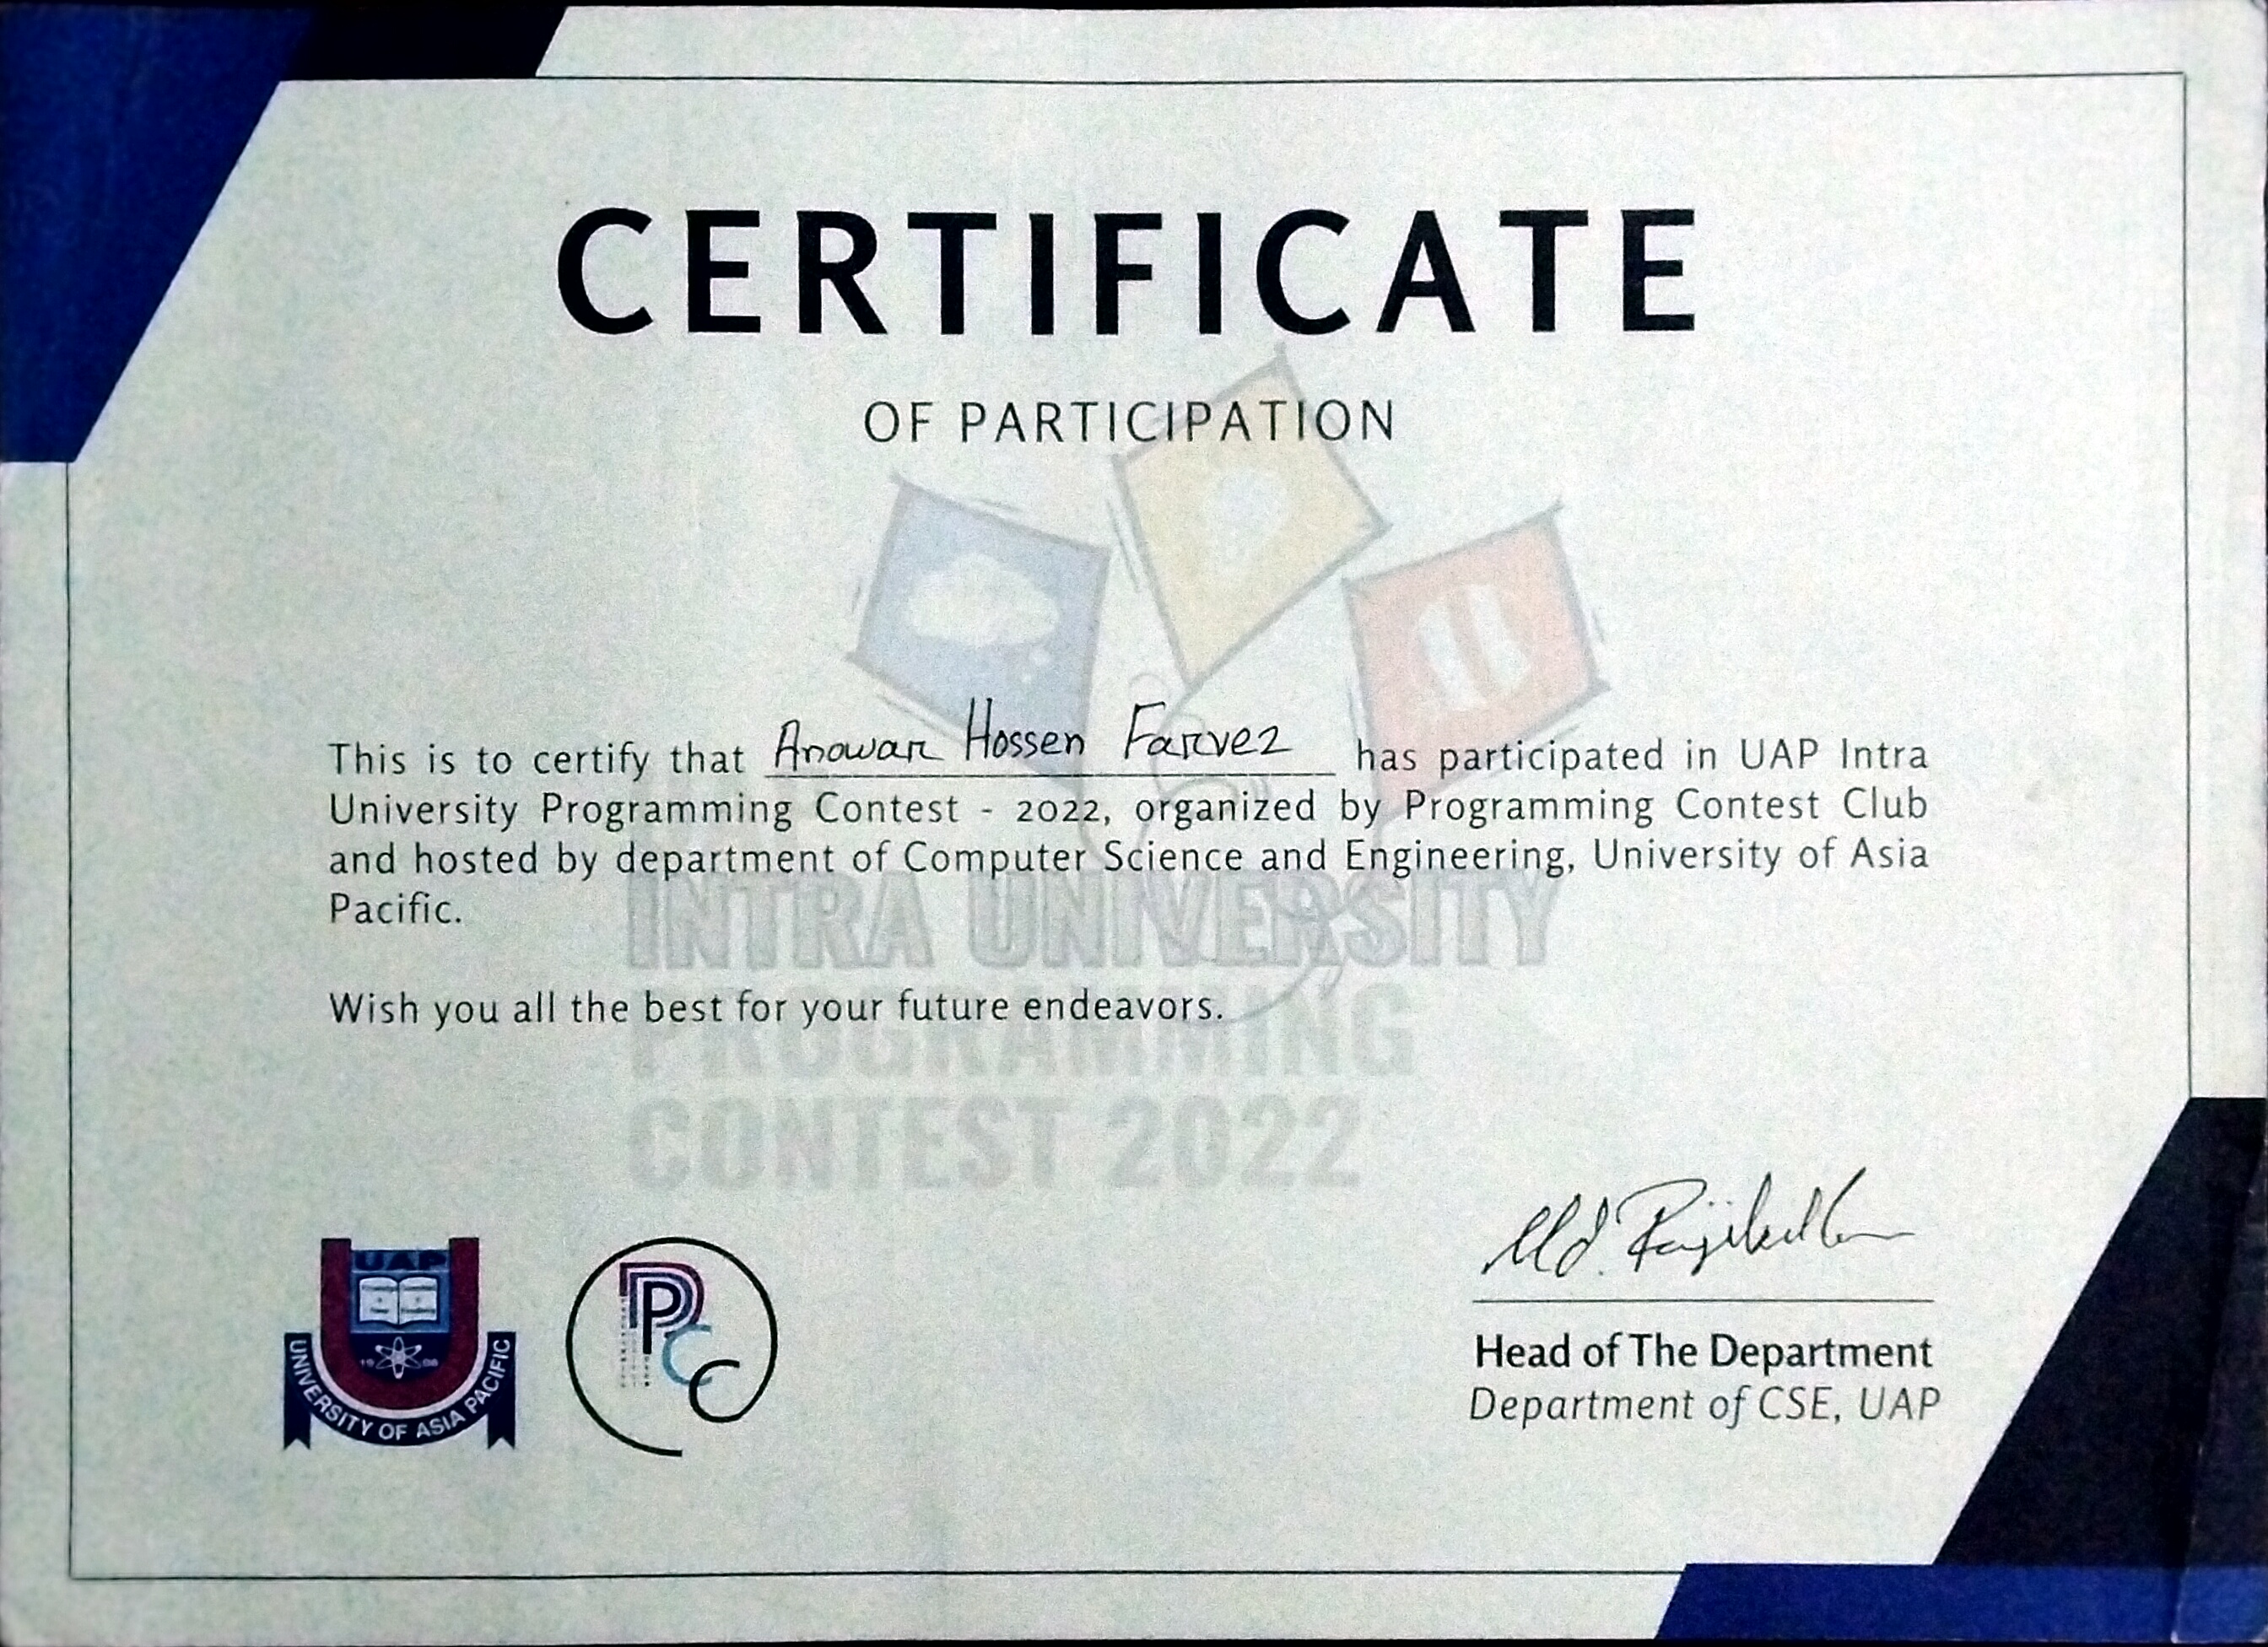 CERTIFICATE
OF PARTICIPATION
This is to certify that Anowar Hossen Farvez has participated in UAP Intra
University Programming Contest - 2022, organized by Programming Contest Club
and hosted by department of Computer Science and Engineering, University of Asia
Pacific.
INTRA UNIVERSITY
Wish you all the best for your future endeavors.
PROGRAMMING
CONTEST 2022
UAP
UNIVERSITY OF ASIA PACIFIC
PCC
Md.
Head of The Department
Department of CSE, UAP